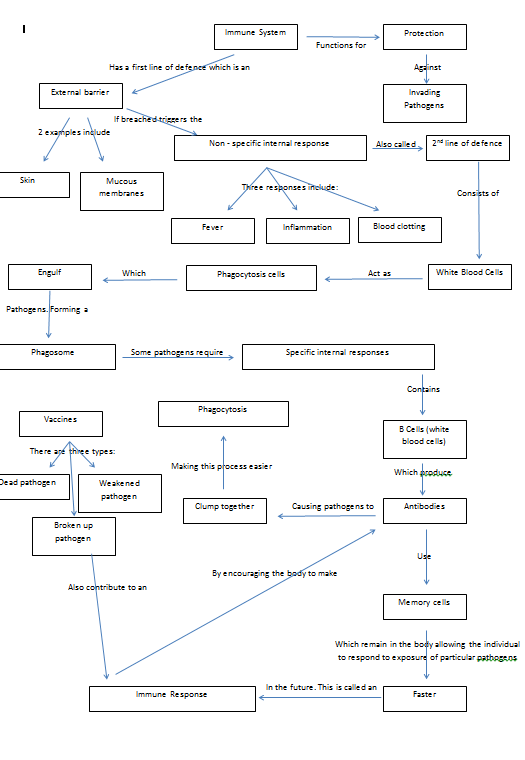 I
Immune System
Functions for
Protection
Has a first line of defence which is an
Against
External barrier
Invading
Pathogens
If breached triggers the
2 examples include
Non - specific internal response
Also called
2nd line of defence
Skin
Mucous
membranes
Three responses include:
Consists of
Fever
Inflammation
Blood clotting
Engulf
Which
Phagocytosis cells
Act as
White Blood Cells
Pathogens. Forming a
Phagosome
Some pathogens require
Specific internal responses
Contains
Vaccines
Phagocytosis
B Cells (white
blood cells)
There are three types:
Making this process easier
Which produce
Dead pathogen
Weakened
pathogen
Clump together
Causing pathogens to
Antibodies
Broken up
pathogen
Use
By encouraging the body to make
Also contribute to an
Memory cells
Which remain in the body allowing the individual
to respond to exposure of particular pathogens
Immune Response
In the future. This is called an
Faster